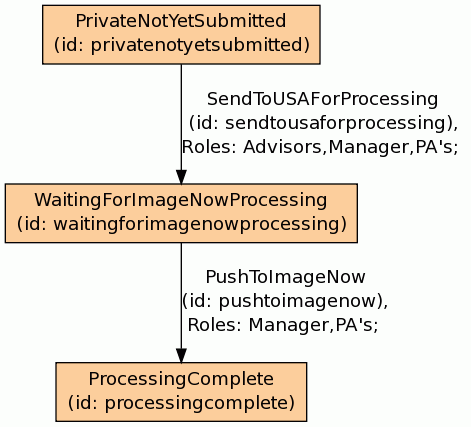 PrivateNotYetSubmitted
(id: privatenotyetsubmitted)
SendToUSAForProcessing
(id: sendtousaforprocessing),
Roles: Advisors,Manager,PA's;
WaitingForImageNowProcessing
(id: waitingforimagenowprocessing)
PushToImageNow
(id: pushtoimagenow),
Roles: Manager,PA's;
ProcessingComplete
(id: processingcomplete)